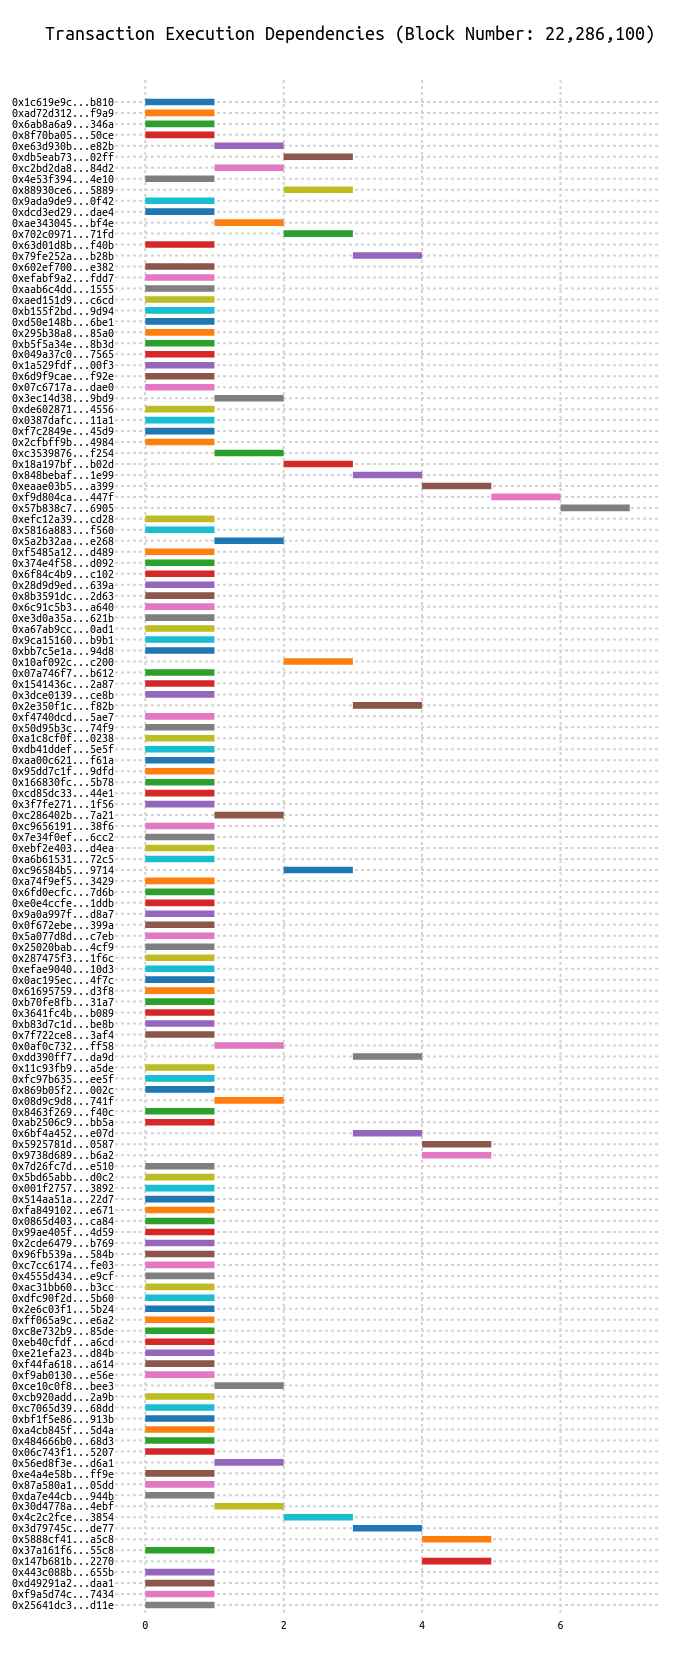 Transaction Execution Dependencies (Block Number: 22,286,100)
0x1c619e9c...b810
0xad72d312...f9a9
0x6ab8a6a9...346a
0x8f70ba05...50ce
0xe63d930b...e82b
0xdb5eab73...02ff
0xc2bd2da8...84d2
0x4e53f394...4e10
0x88930ce6...5889
0x9ada9de9...0f42
0xdcd3ed29...dae4
0xae343045...bf4e
0x702c0971...71fd
0x63d01d8b...f40b
0x79fe252a...b28b
0x602ef700...e382
0xefabf9a2...fdd7
0xaab6c4dd...1555
0xaed151d9...c6cd
0xb155f2bd...9d94
0xd50e148b...6be1
0x295b38a8...85a0
0xb5f5a34e...8b3d
0x049a37c0...7565
0x1a529fdf...00f3
0x6d9f9cae...f92e
0x07c6717a...dae0
0x3ec14d38...9bd9
0xde602871...4556
0x0387dafc...11a1
0xf7c2849e...45d9
0x2cfbff9b...4984
0xc3539876...f254
0x18a197bf...b02d
0x848bebaf...1e99
0xeaae03b5...a399
0xf9d804ca...447f
0x57b838c7...6905
0xefc12a39...cd28
0x5816a883...f560
0x5a2b32aa...e268
0xf5485a12...d489
0x374e4f58...d092
0x6f84c4b9...c102
0x28d9d9ed...639a
0x8b3591dc...2d63
0x6c91c5b3...a640
0xe3d0a35a...621b
0xa67ab9cc...0ad1
0x9ca15160...b9b1
0xbb7c5e1a...94d8
0x10af092c...c200
0x07a746f7...b612
0x1541436c...2a87
0x3dce0139...ce8b
0x2e350f1c...f82b
0xf4740dcd...5ae7
0x50d95b3c...74f9
0xa1c8cf0f...0238
0xdb41ddef...5e5f
0xaa00c621...f61a
0x95dd7c1f...9dfd
0x166830fc...5b78
0xcd85dc33...44e1
0x3f7fe271...1f56
0xc286402b...7a21
0xc9656191...38f6
0x7e34f0ef...6cc2
0xebf2e403...d4ea
0xa6b61531...72c5
0xc96584b5...9714
0xa74f9ef5...3429
0x6fd0ecfc...7d6b
0xe0e4ccfe...1ddb
0x9a0a997f...d8a7
0x0f672ebe...399a
0x5a077d8d...c7eb
0x25020bab...4cf9
0x287475f3...1f6c
0xefae9040...10d3
0x0ac195ec...4f7c
0x61695759...d3f8
0xb70fe8fb...31a7
0x3641fc4b...b089
0xb83d7c1d...be8b
0x7f722ce8...3af4
0x0af0c732...ff58
0xdd390ff7...da9d
0x11c93fb9...a5de
0xfc97b635...ee5f
0x869b05f2...002c
0x08d9c9d8...741f
0x8463f269...f40c
0xab2506c9...bb5a
0x6bf4a452...e07d
0x5925781d...0587
0x9738d689...b6a2
0x7d26fc7d...e510
0x5bd65abb...d0c2
0x001f2757...3892
0x514aa51a...22d7
0xfa849102...e671
0x0865d403...ca84
0x99ae405f...4d59
0x2cde6479...b769
0x96fb539a...584b
0xc7cc6174...fe03
0x4555d434...e9cf
0xac31bb60...b3cc
0xdfc90f2d...5b60
0x2e6c03f1...5b24
0xff065a9c...e6a2
0xc8e732b9...85de
0xeb40cfdf...a6cd
0xe21efa23...d84b
0xf44fa618...a614
0xf9ab0130...e56e
0xce10c0f8...bee3
0xcb920add...2a9b
0xc7065d39...68dd
0xbf1f5e86...913b
0xa4cb845f...5d4a
0x484666b0...68d3
0x06c743f1...5207
0x56ed8f3e...d6a1
0xe4a4e58b...ff9e
0x87a580a1...05dd
0xda7e44cb...944b
0x30d4778a...4ebf
0x4c2c2fce...3854
0x3d79745c...de77
0x5888cf41...a5c8
0x37a161f6...55c8
0x147b681b...2270
0x443c088b...655b
0xd49291a2...daa1
0xf9a5d74c...7434
0x25641dc3...d11e
0 2 4 6